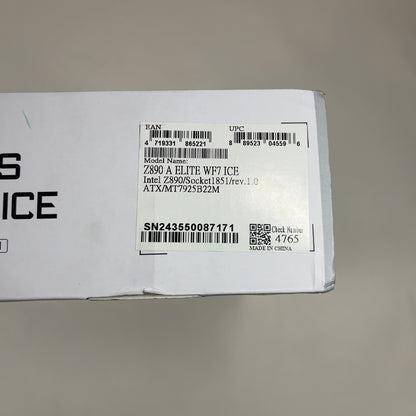 S
ICE
EAN
UPC
4 719331 865221
8 89523 04559 6
Model Name:
Z890 A ELITE WF7 ICE
Intel Z890/Socket1851/rev.1.0
ATX/MT7925B22M
SN243550087171
Check Number
4765
MADE IN CHINA